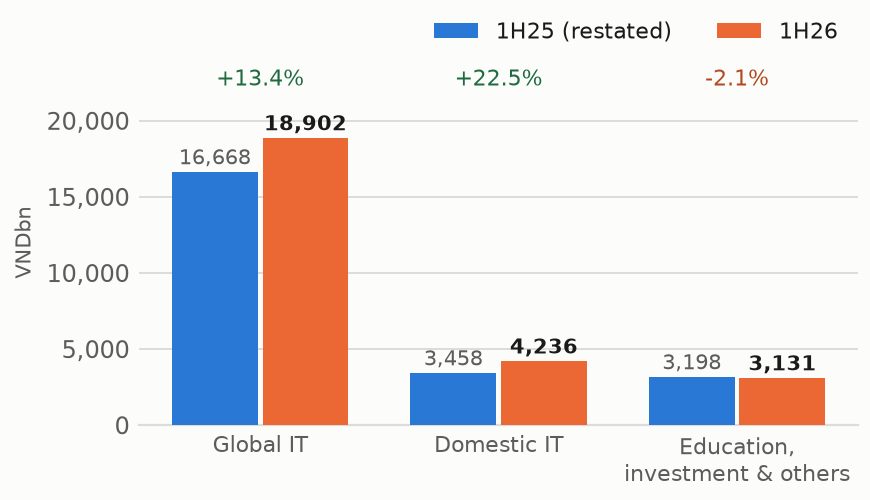 1H25 (restated) 1H26
+13.4% +22.5% -2.1%
VNDbn
20,000
15,000
10,000
5,000
0
16,668 18,902
3,458 4,236
3,198 3,131
Global IT
Domestic IT
Education,
investment & others